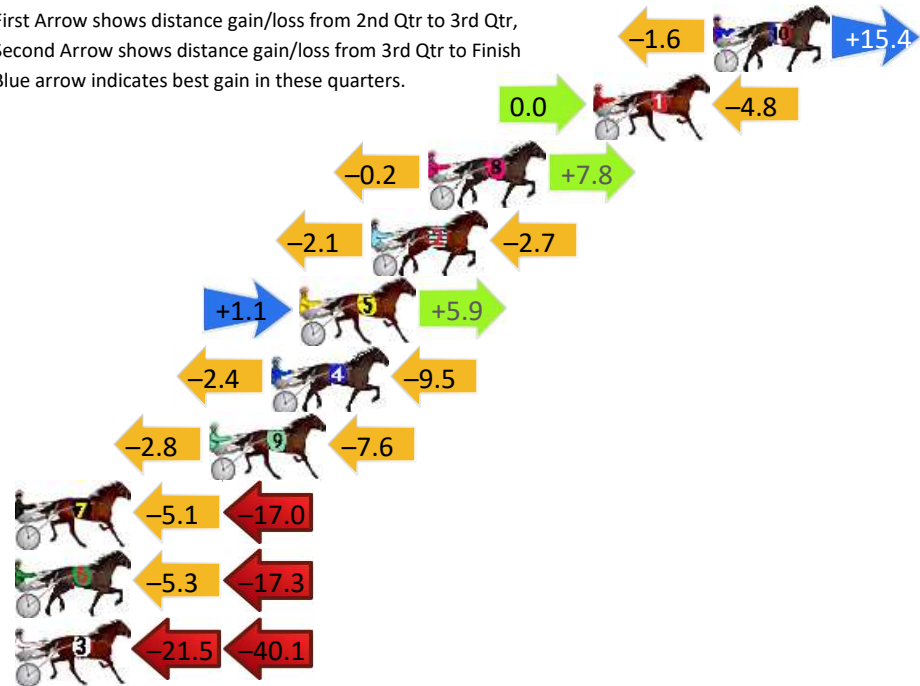 First Arrow shows distance gain/loss from 2nd Qtr to 3rd Qtr,
Second Arrow shows distance gain/loss from 3rd Qtr to Finish
Blue arrow indicates best gain in these quarters.
–1.6 10 +15.4
0.0 1 –4.8
–0.2 8 +7.8
–2.1 2 –2.7
+1.1 5 +5.9
–2.4 4 –9.5
–2.8 9 –7.6
7 –5.1 –17.0
6 –5.3 –17.3
3 –21.5 –40.1